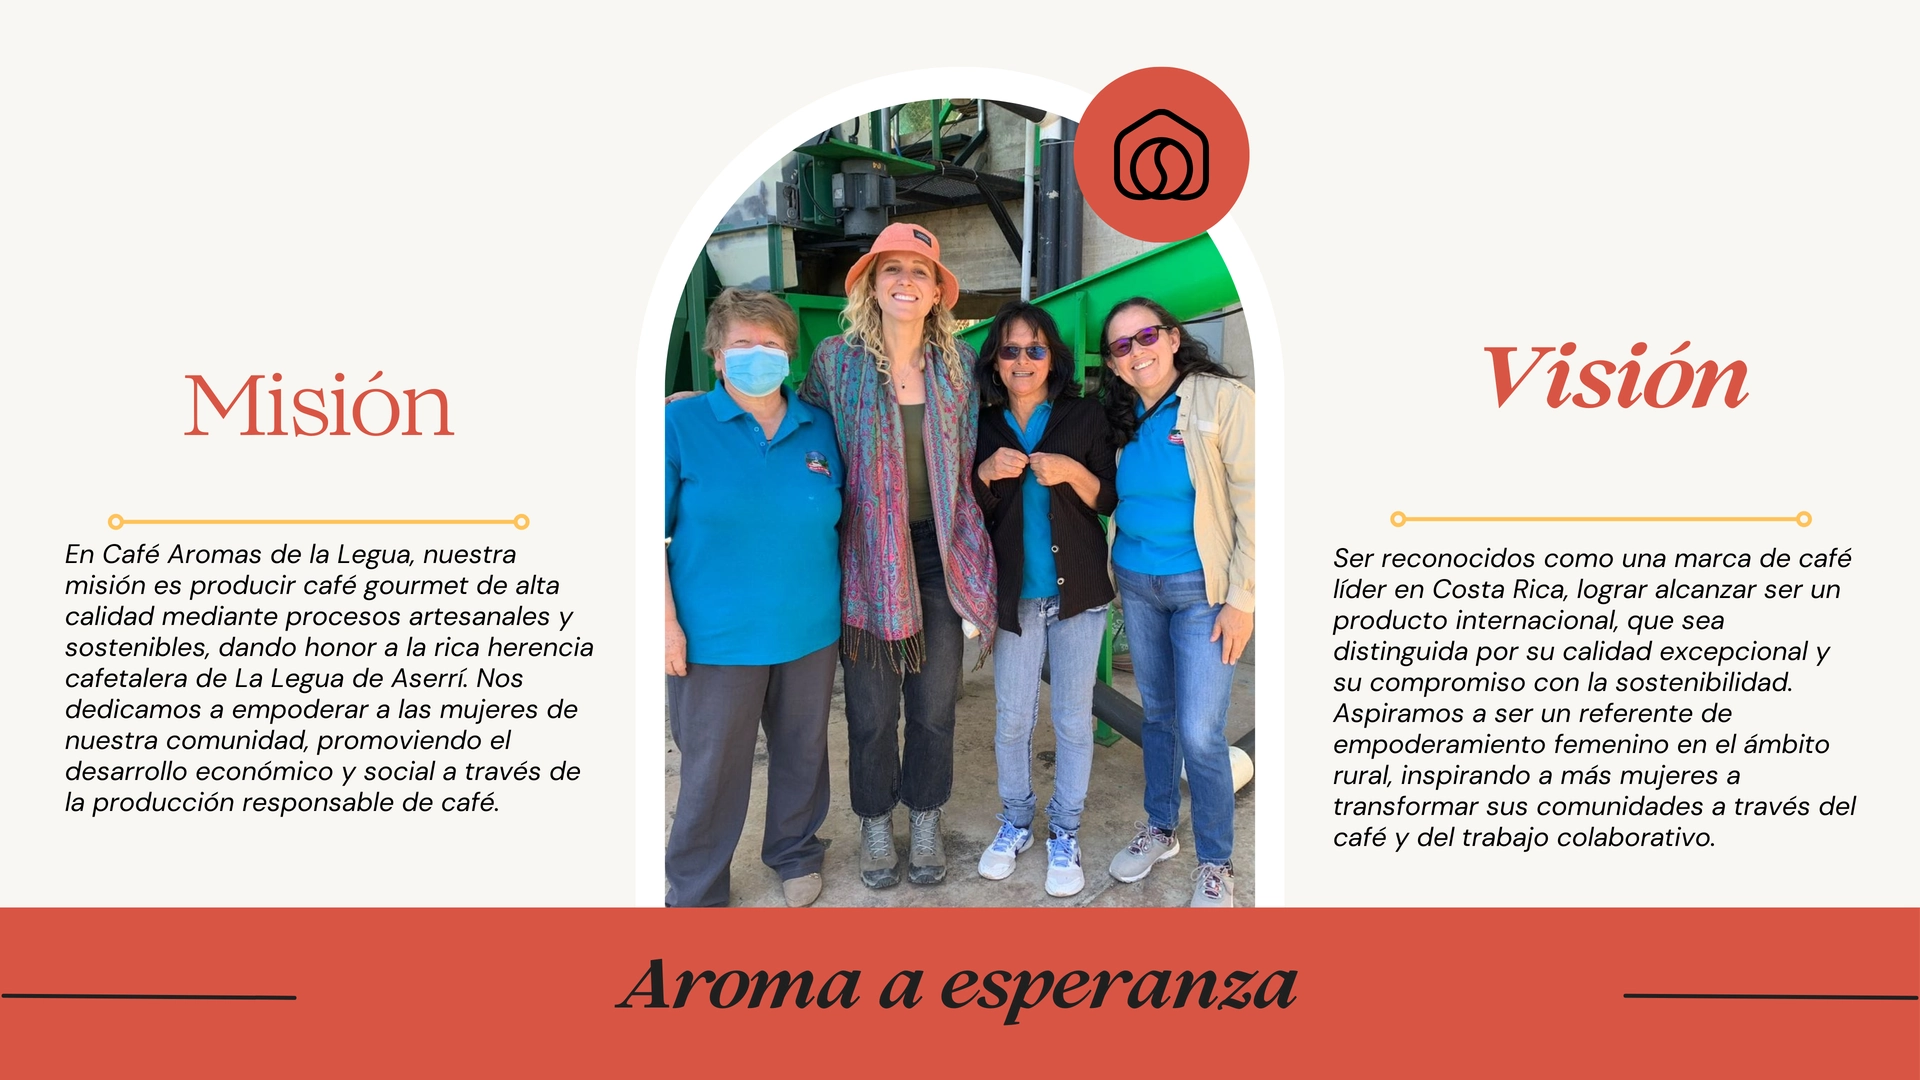 Misión
En Café Aromas de la Legua, nuestra
misión es producir café gourmet de alta
calidad mediante procesos artesanales y
sostenibles, dando honor a la rica herencia
cafetalera de La Legua de Aserrí. Nos
dedicamos a empoderar a las mujeres de
nuestra comunidad, promoviendo el
desarrollo económico y social a través de
la producción responsable de café.
Visión
Ser reconocidos como una marca de café
líder en Costa Rica, lograr alcanzar ser un
producto internacional, que sea
distinguida por su calidad excepcional y
su compromiso con la sostenibilidad.
Aspiramos a ser un referente de
empoderamiento femenino en el ámbito
rural, inspirando a más mujeres a
transformar sus comunidades a través del
café y del trabajo colaborativo.
Aroma a esperanza